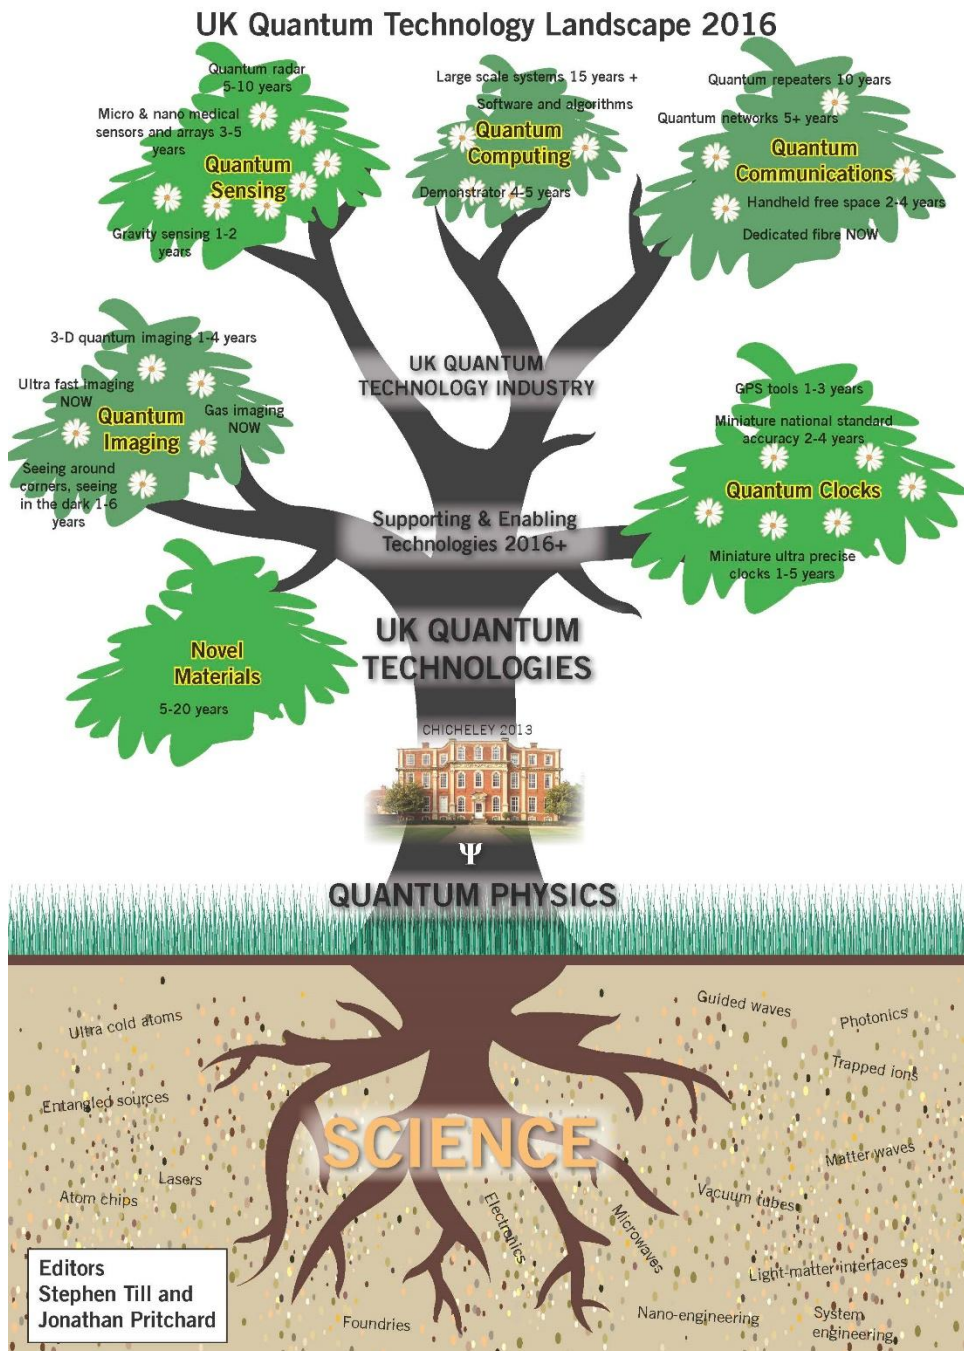 UK Quantum Technology Landscape 2016
Quantum radar
5-10 years
Micro & nano medical
sensors and arrays 3-5
years
Quantum
Sensing
Gravity sensing 1-2
years
Large scale systems 15 years +
Software and algorithms
Quantum
Computing
Demonstrator 4-5 years
Quantum repeaters 10 years
Quantum networks 5+ years
Quantum
Communications
Handheld free space 2-4 years
Dedicated fibre NOW
3-D quantum imaging 1-4 years
Ultra fast imaging
NOW
Quantum
Imaging
Gas imaging
NOW
Seeing around
corners, seeing
in the dark 1-6
years
UK QUANTUM
TECHNOLOGY INDUSTRY
GPS tools 1-3 years
Miniature national standard
accuracy 2-4 years
Quantum Clocks
Miniature ultra precise
clocks 1-5 years
Supporting & Enabling
Technologies 2016+
Novel
Materials
5-20 years
UK QUANTUM
TECHNOLOGIES
CHICHELEY 2013
Ψ
QUANTUM PHYSICS
Ultra cold atoms
Guided waves
Photonics
Trapped ions
Entangled sources
SCIENCE
Matter waves
Lasers
Atom chips
Vacuum tubes
Electronics
Microwaves
Light-matter interfaces
Editors
Stephen Till and
Jonathan Pritchard
Foundries
Nano-engineering
System
engineering